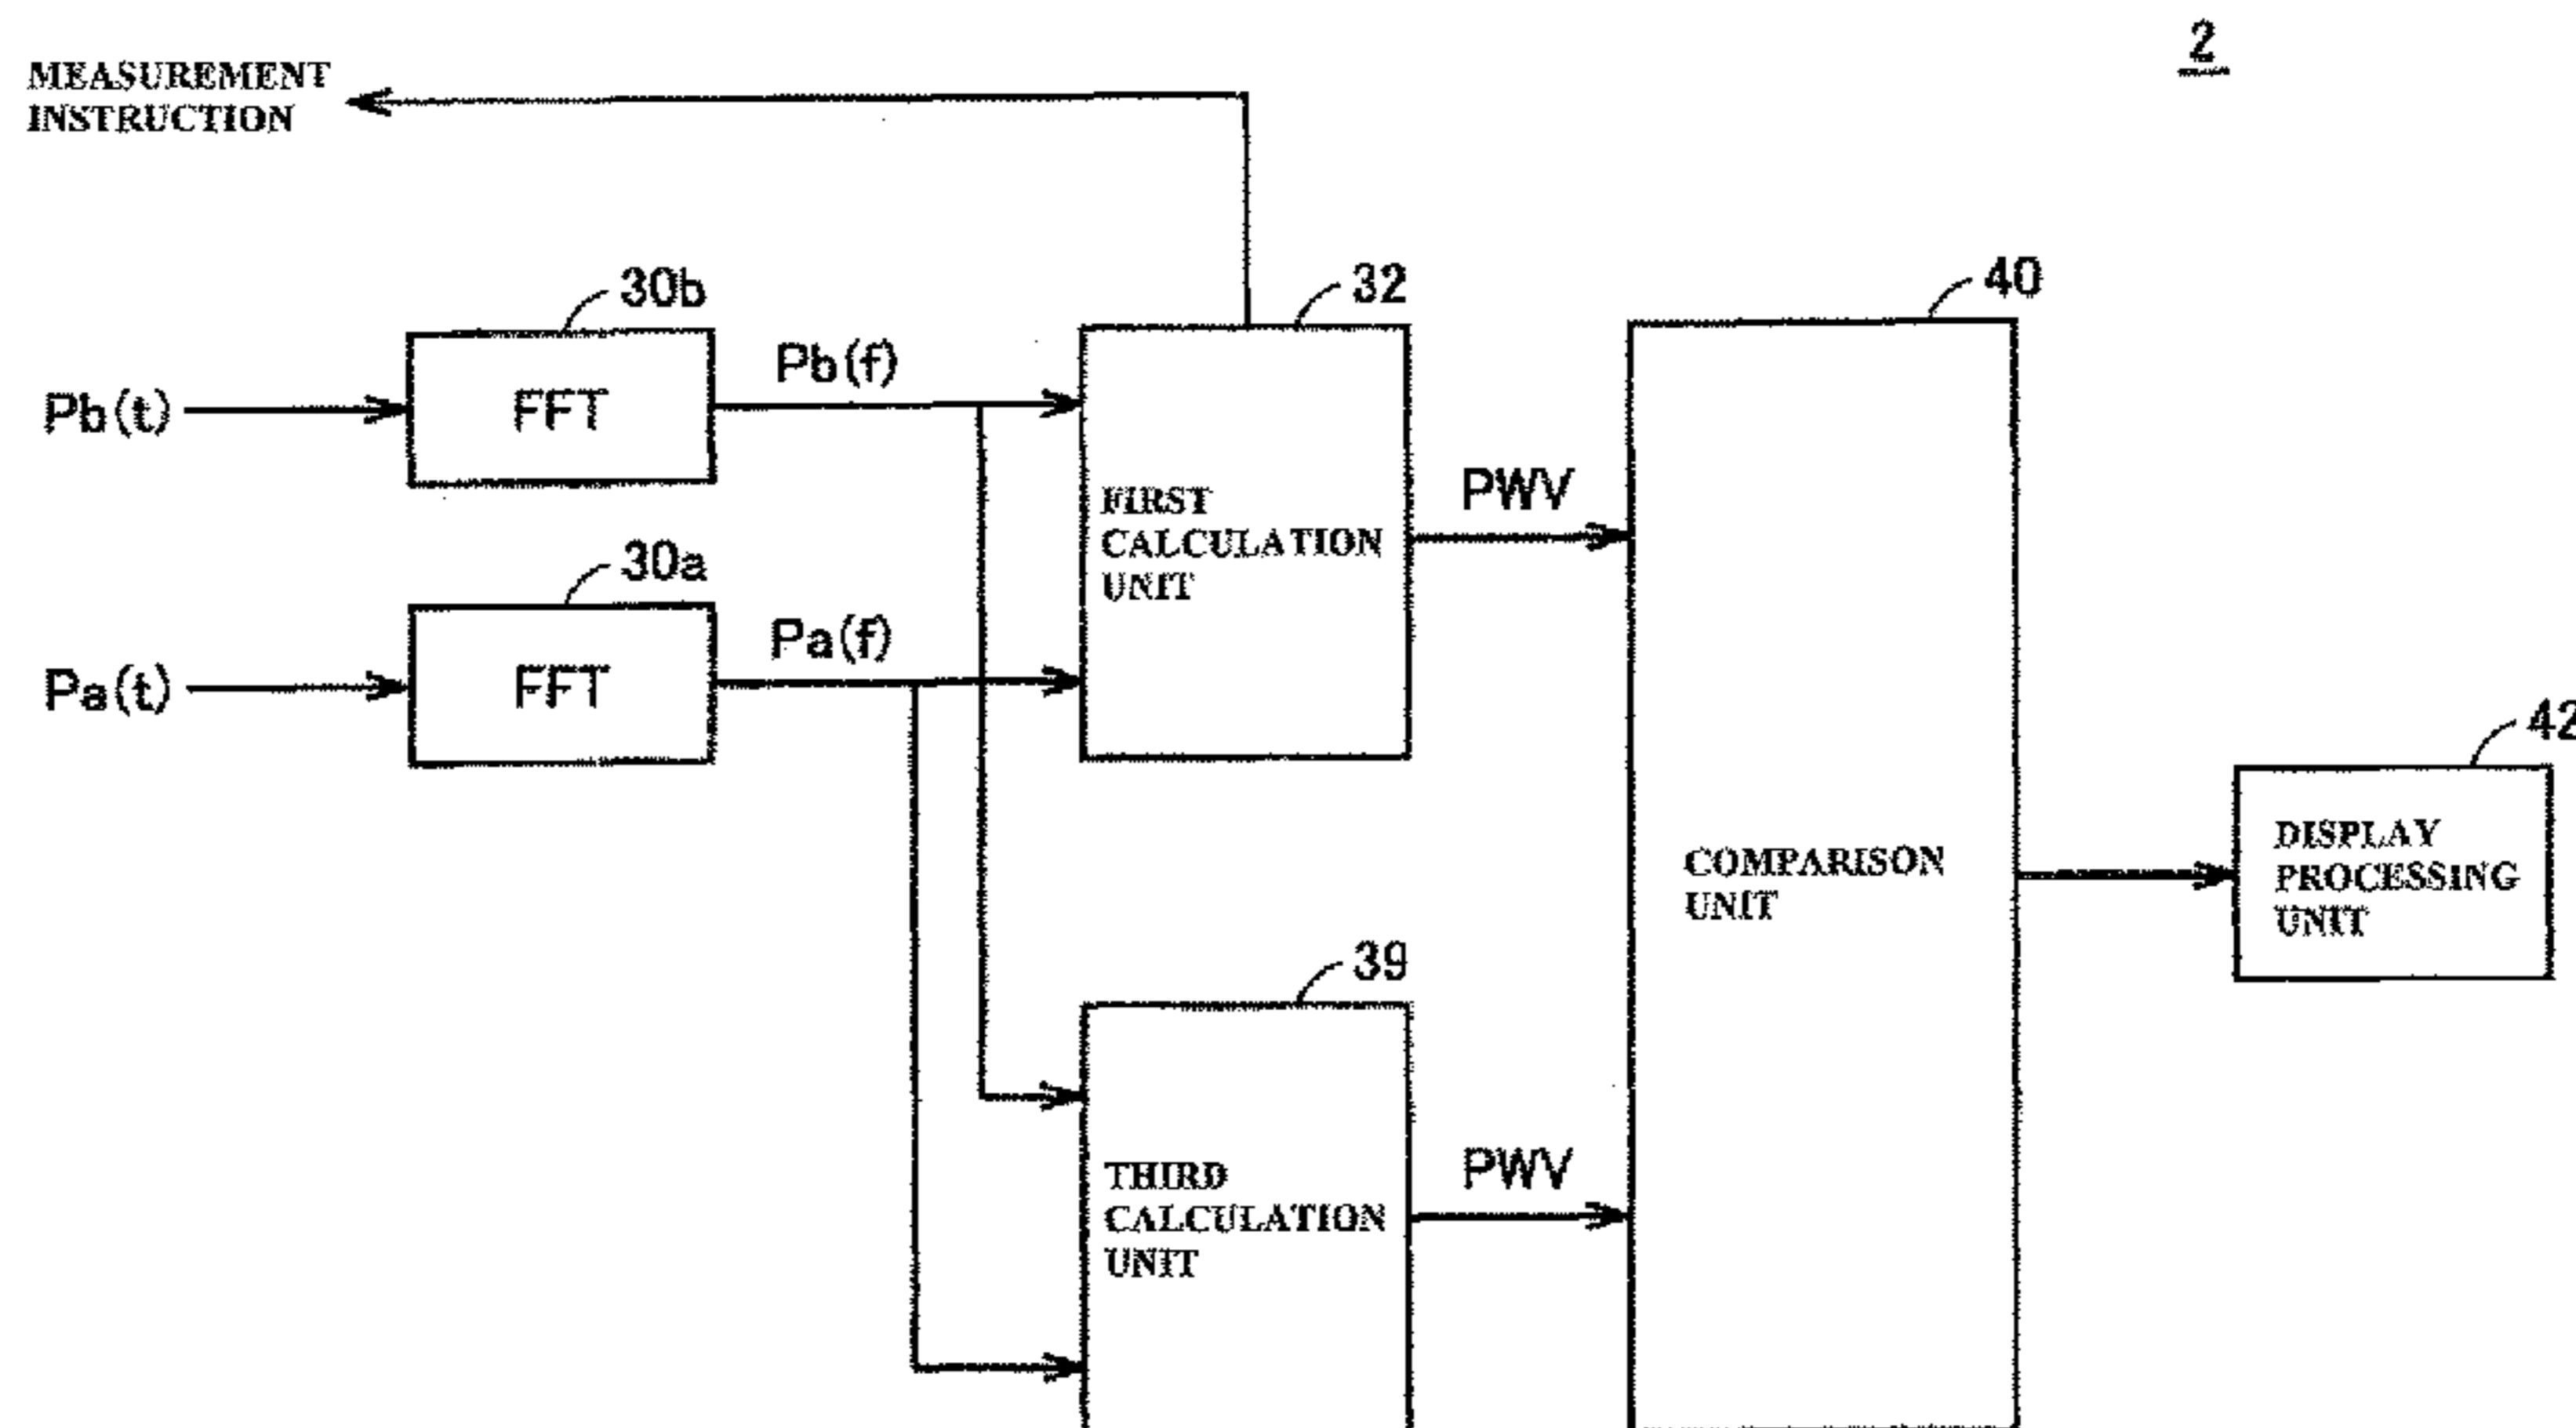 2
MEASUREMENT
INSTRUCTION
30b
32
40
Pb(t)
FFT
Pb(f)
FIRST
CALCULATION
UNIT
PWV
30a
Pa(t)
FFT
Pa(f)
COMPARISON
UNIT
42
DISPLAY
PROCESSING
UNIT
39
THIRD
CALCULATION
UNIT
PWV